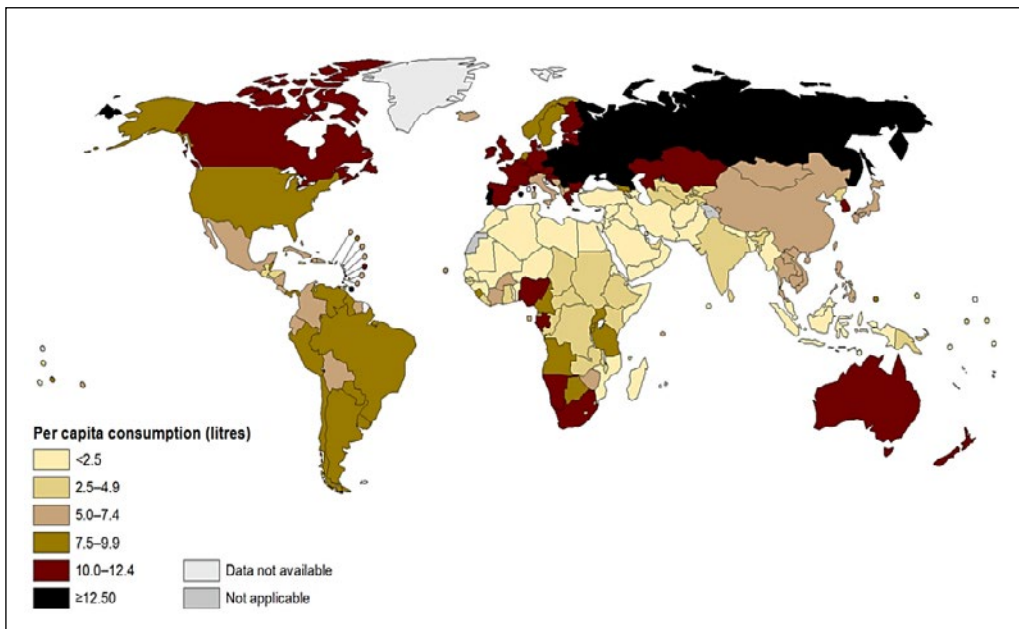 Per capita consumption (litres)
<2.5
2.5–4.9
5.0–7.4
7.5–9.9
10.0–12.4
≥12.50
Data not available
Not applicable